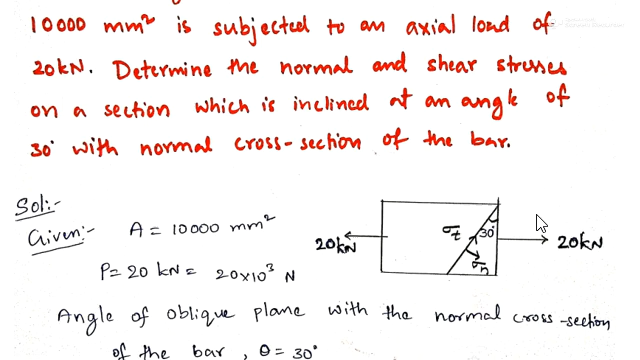 10000 mm² is subjected to an axial load of
20kN. Determine the normal and shear stresses
on a section which is inclined at an angle of
30° with normal cross-section of the bar.
Sol:-
Given:- A = 10000 mm²
P= 20 kN = 20×10³ N
20kN σt 30° σn 20kN
Angle of oblique plane with the normal cross-section
of the bar, θ = 30°